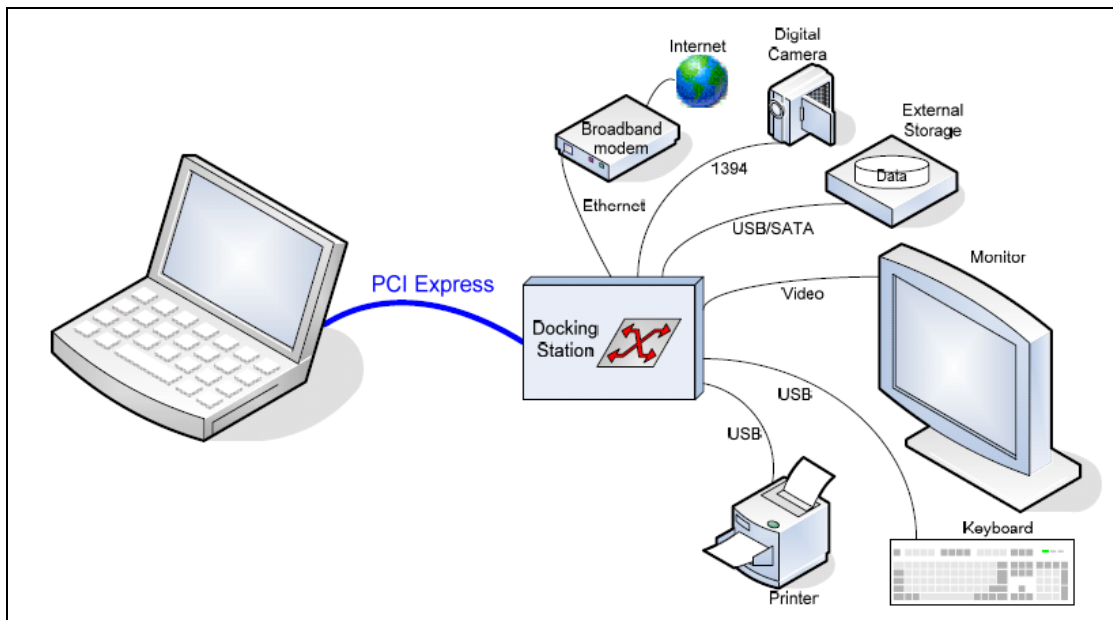 Internet
Digital
Camera
Broadband
modem
External
Storage
Data
1394
Ethernet
USB/SATA
Monitor
PCI Express
Video
Docking
Station
USB
USB
Keyboard
Printer